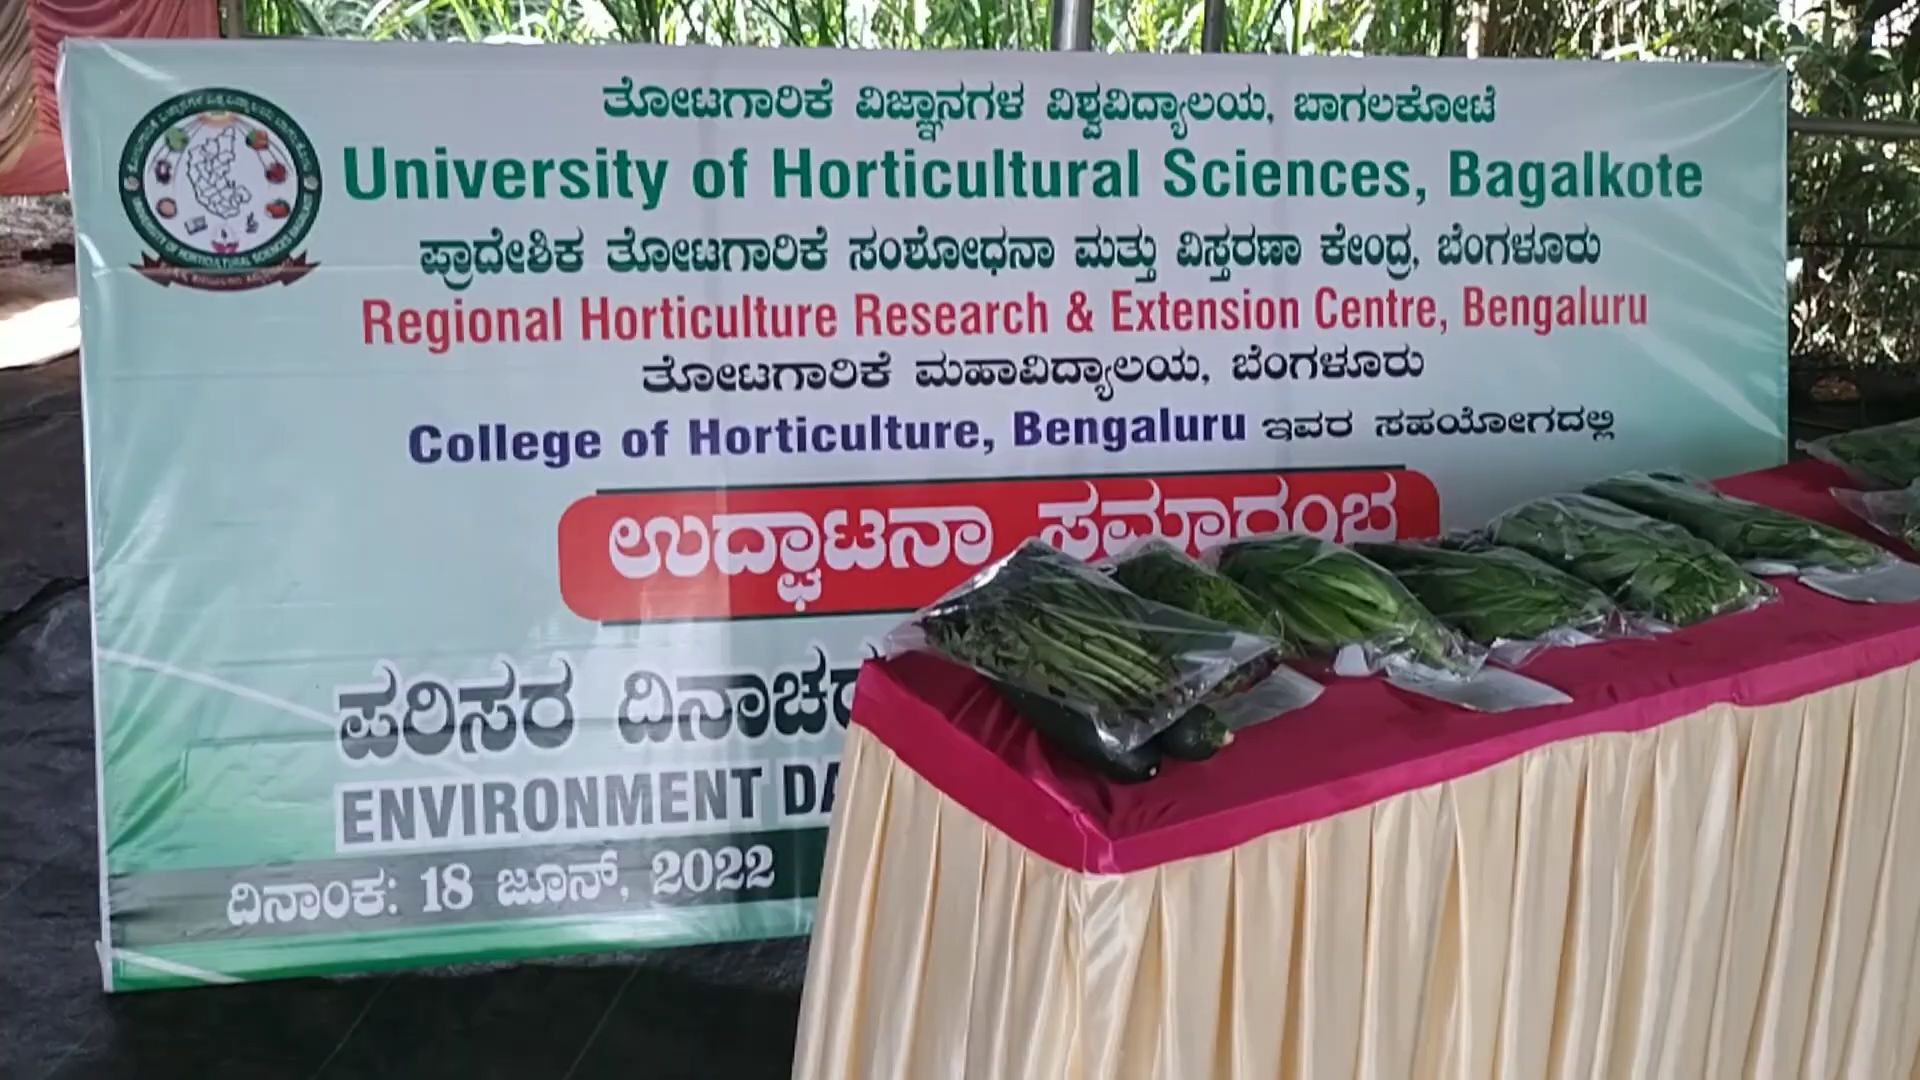 ತೋಟಗಾರಿಕೆ ವಿಜ್ಞಾನಗಳ ವಿಶ್ವವಿದ್ಯಾಲಯ, ಬಾಗಲಕೋಟೆ
University of Horticultural Sciences, Bagalkote
ಪ್ರಾದೇಶಿಕ ತೋಟಗಾರಿಕೆ ಸಂಶೋಧನಾ ಮತ್ತು ವಿಸ್ತರಣಾ ಕೇಂದ್ರ, ಬೆಂಗಳೂರು
Regional Horticulture Research & Extension Centre, Bengaluru
ತೋಟಗಾರಿಕೆ ಮಹಾವಿದ್ಯಾಲಯ, ಬೆಂಗಳೂರು
College of Horticulture, Bengaluru ಇವರ ಸಹಯೋಗದಲ್ಲಿ
ಉದ್ಘಾಟನಾ ಸಮಾರಂಭ
ಪರಿಸರ
ENVIRONMENT
ದಿನಾಂಕ: 18 ಜೂನ್, 2022